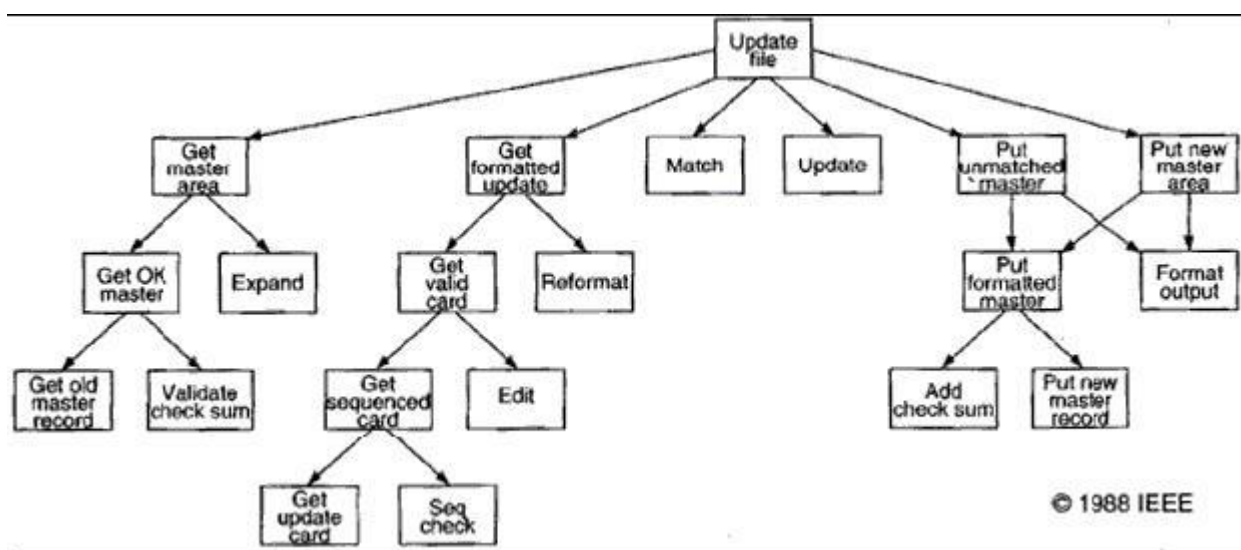 Update
file
Get
master
area
Get
formatted
update
Match
Update
Put
unmatched
master
Put new
master
area
Get OK
master
Expand
Get
valid
card
Reformat
Put
formatted
master
Format
output
Get old
master
record
Validate
check sum
Get
sequenced
card
Edit
Add
check sum
Put new
master
record
Get
update
card
Seq
check
© 1988 IEEE